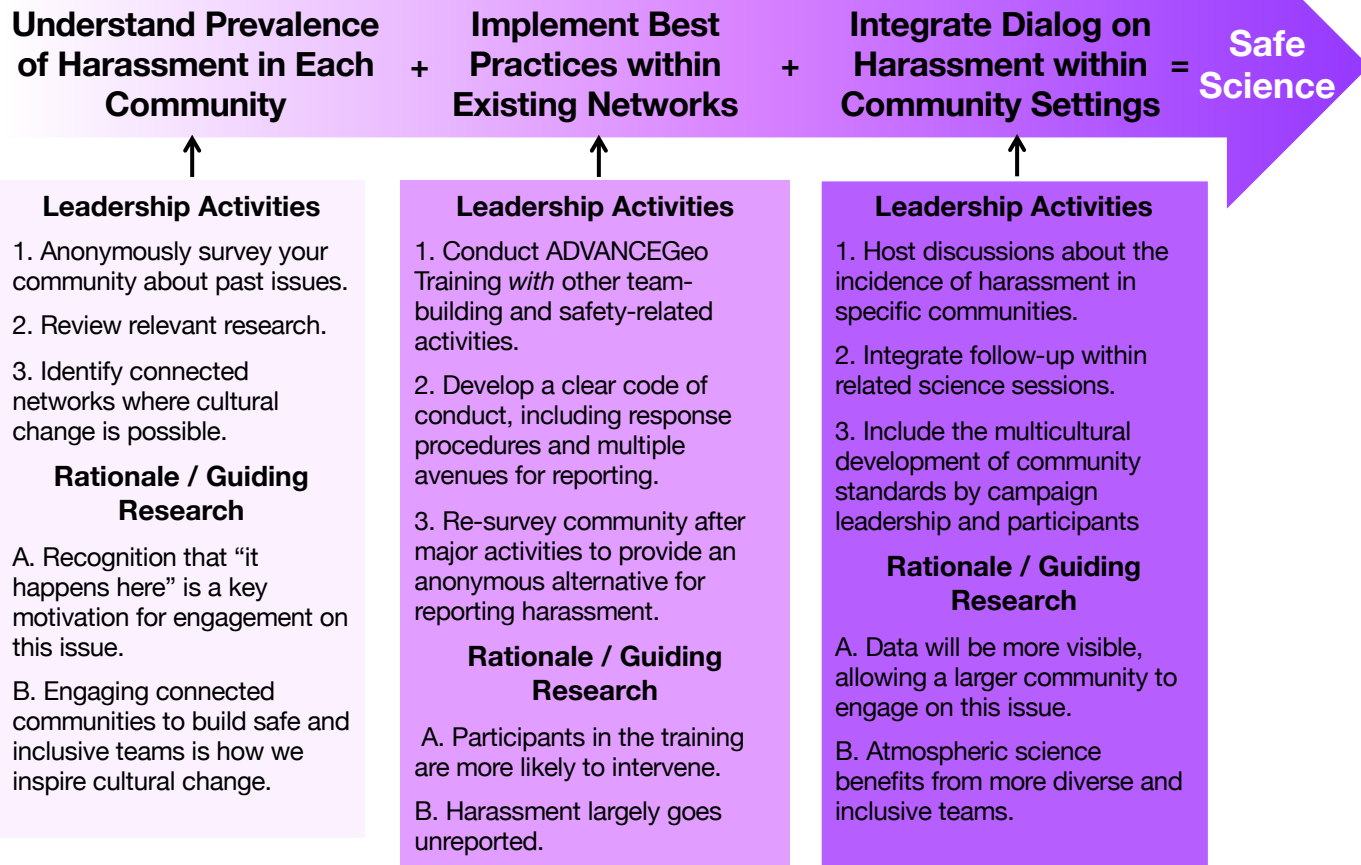 Understand Prevalence
of Harassment in Each
Community
+
Implement Best
Practices within
Existing Networks
+
Integrate Dialog on
Harassment within
Community Settings
=
Safe
Science
Leadership Activities
1. Anonymously survey your
community about past issues.
2. Review relevant research.
3. Identify connected
networks where cultural
change is possible.
Rationale / Guiding
Research
A. Recognition that “it
happens here” is a key
motivation for engagement on
this issue.
B. Engaging connected
communities to build safe and
inclusive teams is how we
inspire cultural change.
Leadership Activities
1. Conduct ADVANCEGeo
Training with other team-
building and safety-related
activities.
2. Develop a clear code of
conduct, including response
procedures and multiple
avenues for reporting.
3. Re-survey community after
major activities to provide an
anonymous alternative for
reporting harassment.
Rationale / Guiding
Research
A. Participants in the training
are more likely to intervene.
B. Harassment largely goes
unreported.
Leadership Activities
1. Host discussions about the
incidence of harassment in
specific communities.
2. Integrate follow-up within
related science sessions.
3. Include the multicultural
development of community
standards by campaign
leadership and participants
Rationale / Guiding
Research
A. Data will be more visible,
allowing a larger community to
engage on this issue.
B. Atmospheric science
benefits from more diverse and
inclusive teams.